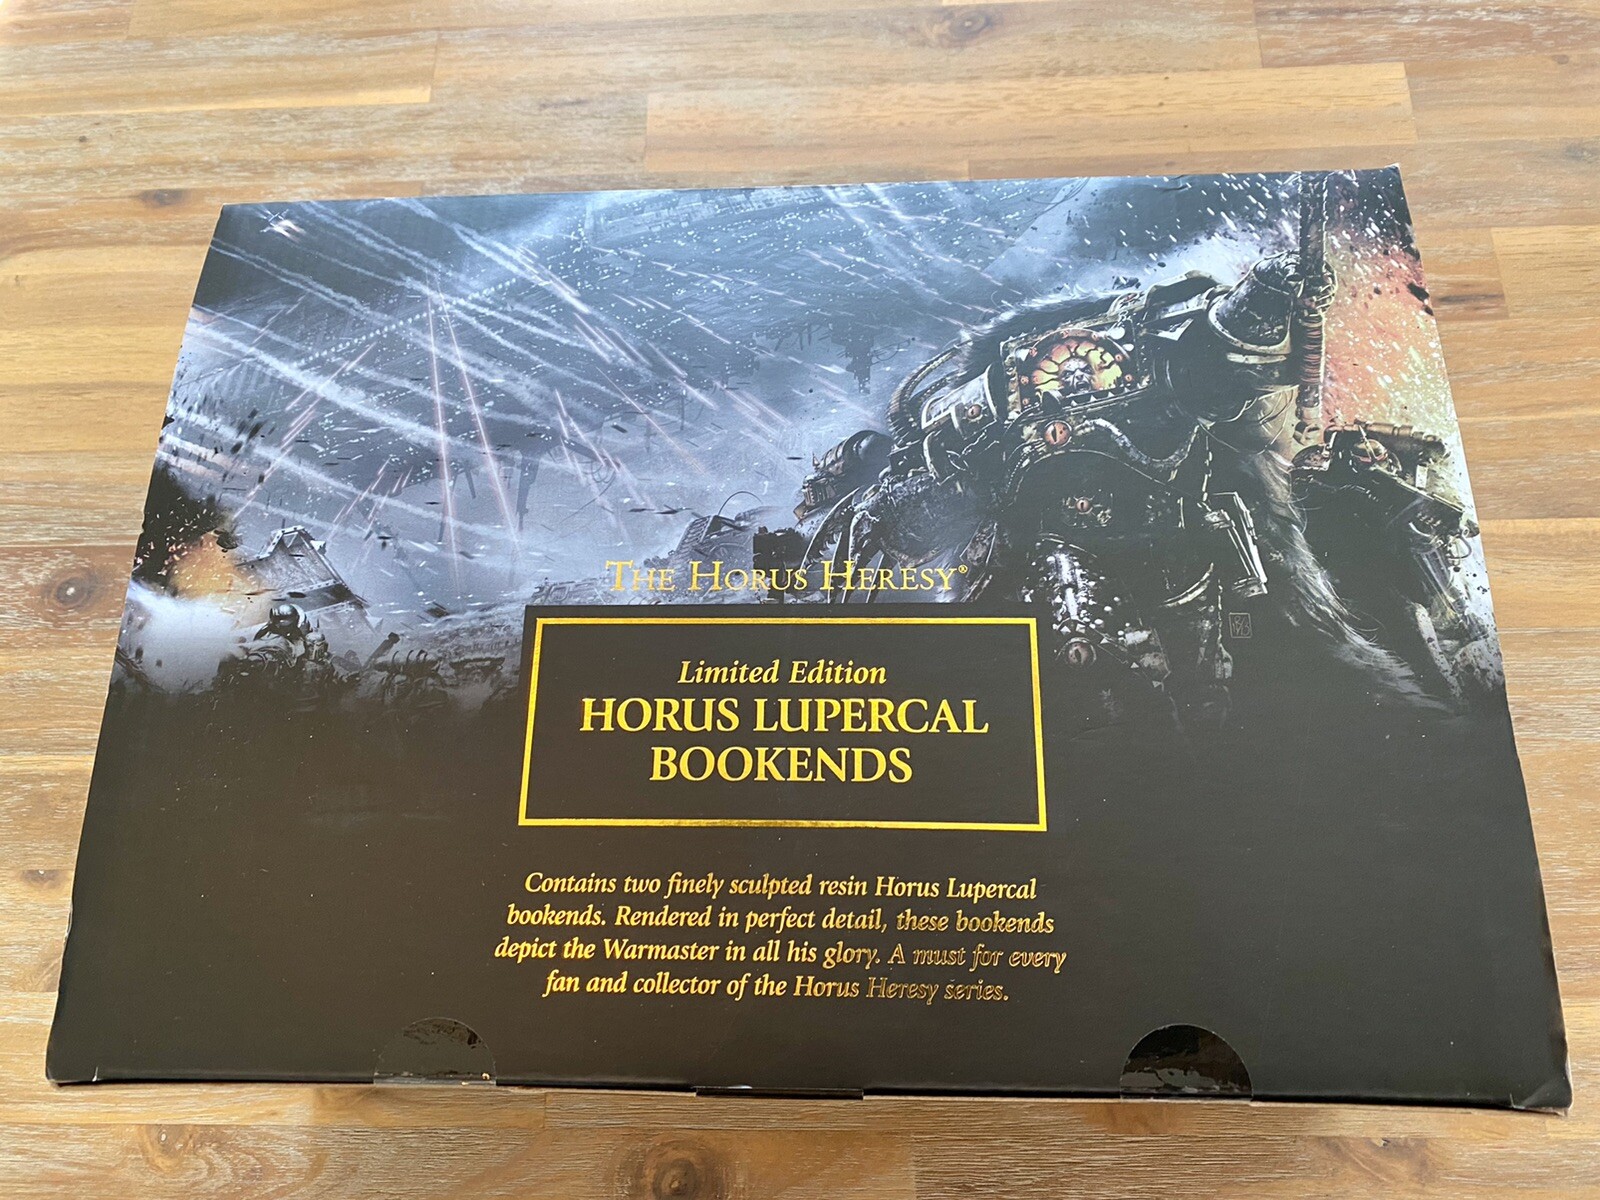 The Horus Heresy®
Limited Edition
HORUS LUPERCAL
BOOKENDS
Contains two finely sculpted resin Horus Lupercal
bookends. Rendered in perfect detail, these bookends
depict the Warmaster in all his glory. A must for every
fan and collector of the Horus Heresy series.